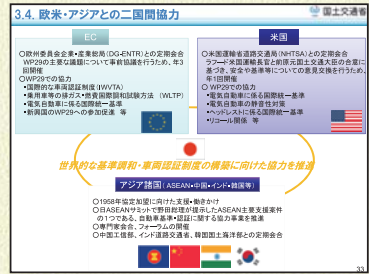 3.4. 欧米・アジアとの二国間協力
国土交通省
EC
○欧州委員会企業・産業総局(DG-ENTR)との定期会合
WP29の主要な議題について事前協議を行うため、年3
回開催
○WP29での協力
・国際的な車両認証制度(IWVTA)
・乗用車等の排ガス・燃費国際調和試験方法 (WLTP)
・電気自動車に係る国際統一基準
・新興国のWP29への参加促進 等
米国
○米国運輸省道路交通局(NHTSA)との定期会合
ラフード米国運輸長官と前原元国土交通大臣の合意に
基づき、安全や基準等についての意見交換を行うため、
年1回開催
○ WP29での協力
・電気自動車に係る国際統一基準
・電気自動車の静音性対策
・ヘッドレストに係る国際統一基準
・リコール関係 等
世界的な基準調和・車両認証制度の構築に向けた協力を推進
アジア諸国(ASEAN・中国・インド・韓国等)
○1958年協定加盟に向けた支援・働きかけ
○日ASEANサミットで野田総理が提示したASEAN主要支援案件
の1つである、自動車基準・認証に関する協力事業を推進
○専門家会合、フォーラムの開催
○中国工信部、インド道路交通省、韓国国土海洋部との定期会合
33